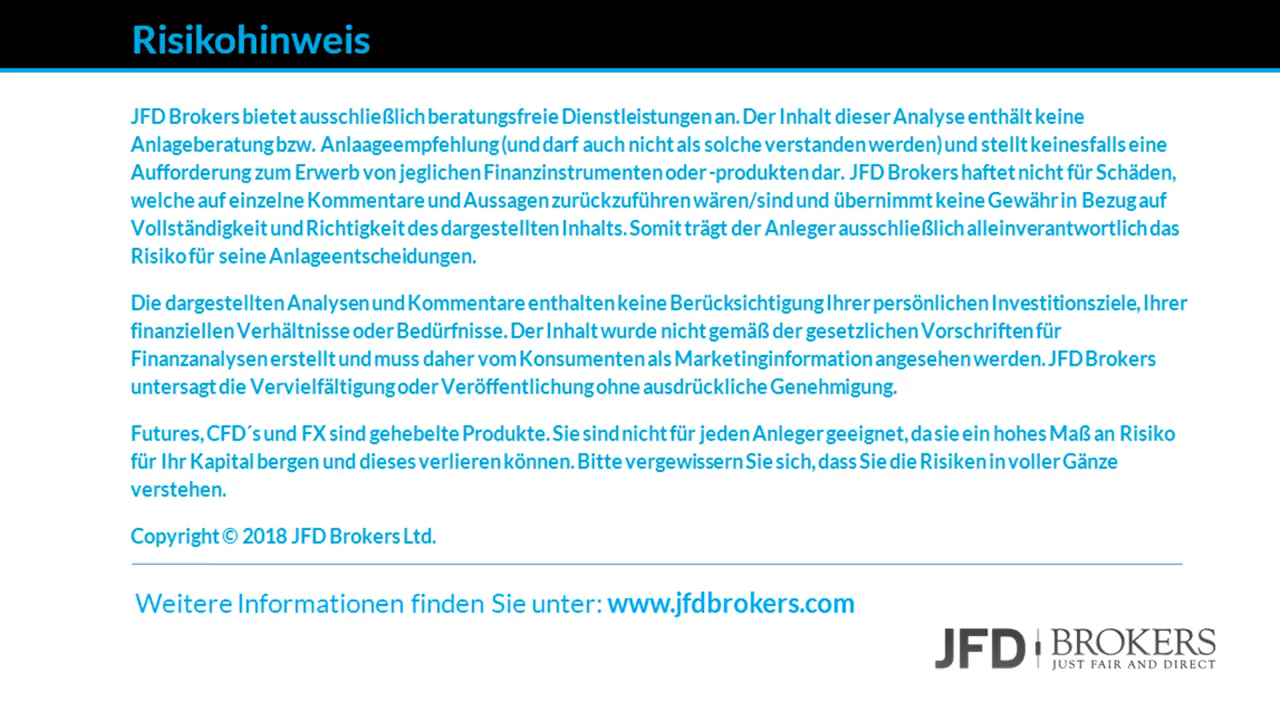 Risikohinweis
JFD Brokers bietet ausschließlich beratungsfreie Dienstleistungen an. Der Inhalt dieser Analyse enthält keine
Anlageberatung bzw. Anlaageempfehlung (und darf auch nicht als solche verstanden werden) und stellt keinesfalls eine
Aufforderung zum Erwerb von jeglichen Finanzinstrumenten oder -produkten dar. JFD Brokers haftet nicht für Schäden,
welche auf einzelne Kommentare und Aussagen zurückzuführen wären/sind und übernimmt keine Gewähr in Bezug auf
Vollständigkeit und Richtigkeit des dargestellten Inhalts. Somit trägt der Anleger ausschließlich alleinverantwortlich das
Risiko für seine Anlageentscheidungen.
Die dargestellten Analysen und Kommentare enthalten keine Berücksichtigung Ihrer persönlichen Investitionsziele, Ihrer
finanziellen Verhältnisse oder Bedürfnisse. Der Inhalt wurde nicht gemäß der gesetzlichen Vorschriften für
Finanzanalysen erstellt und muss daher vom Konsumenten als Marketinginformation angesehen werden. JFD Brokers
untersagt die Vervielfältigung oder Veröffentlichung ohne ausdrückliche Genehmigung.
Futures, CFD´s und FX sind gehebelte Produkte. Sie sind nicht für jeden Anleger geeignet, da sie ein hohes Maß an Risiko
für Ihr Kapital bergen und dieses verlieren können. Bitte vergewissern Sie sich, dass Sie die Risiken in voller Gänze
verstehen.
Copyright © 2018 JFD Brokers Ltd.
Weitere Informationen finden Sie unter: www.jfdbrokers.com
JFD BROKERS
JUST FAIR AND DIRECT